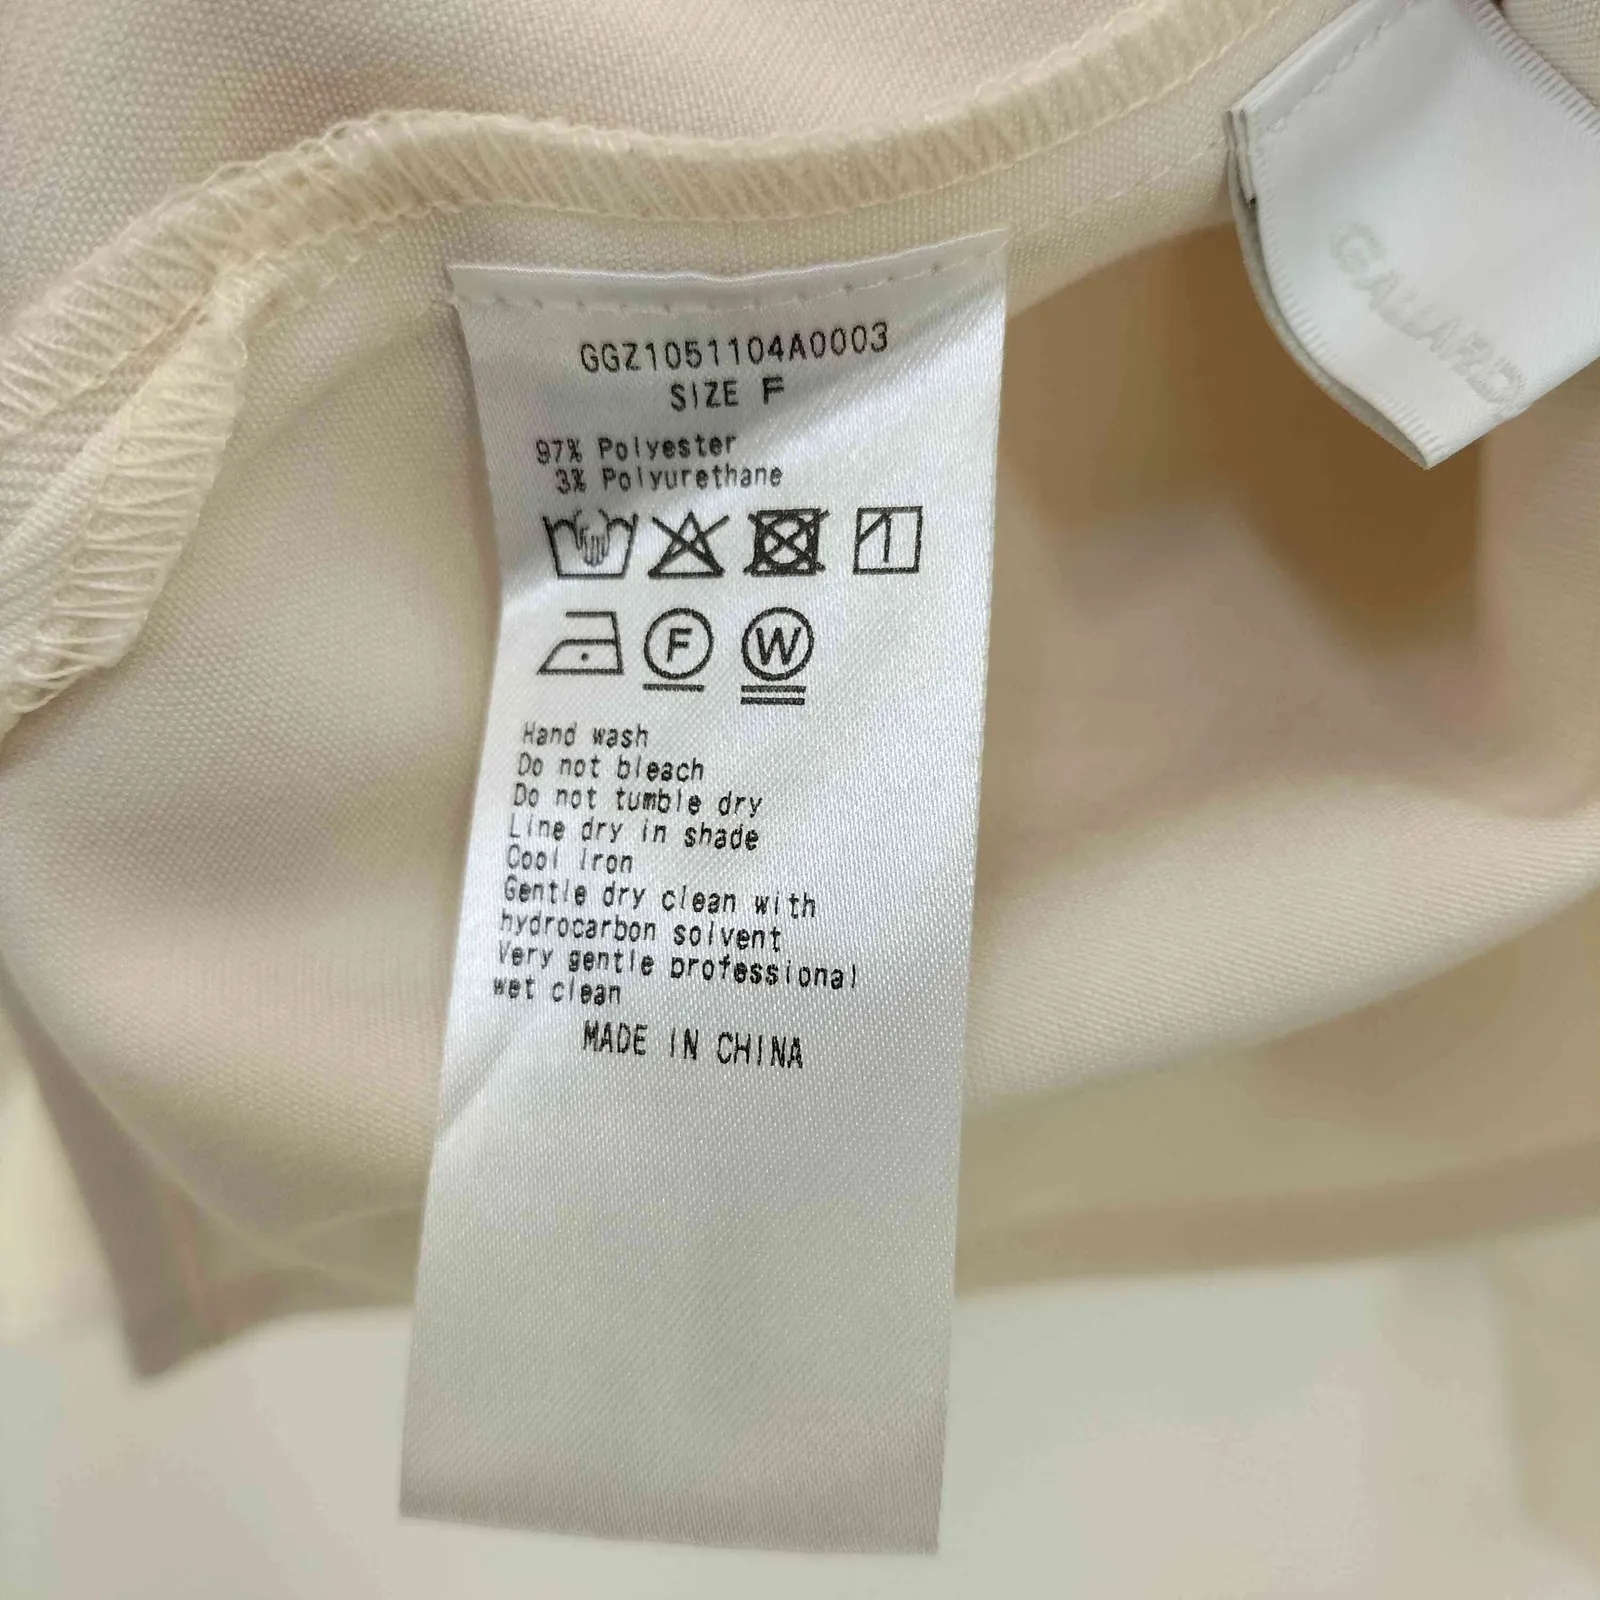 GGZ1051104A0003
SIZE F
97% Polyester
3% Polyurethane
F W
Hand wash
Do not bleach
Do not tumble dry
Line dry in shade
Cool iron
Gentle dry clean with
hydrocarbon solvent
Very gentle professional
wet clean
MADE IN CHINA